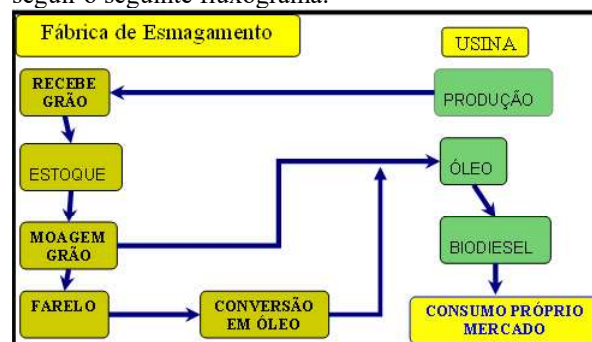 seguir o seguinte fluxograma:
Fábrica de Esmagamento
USINA
RECEBE
GRÃO
PRODUÇÃO
ESTOQUE
ÓLEO
MOAGEM
GRÃO
BIODIESEL
FARELO
CONVERSÃO
EM ÓLEO
CONSUMO PRÓPRIO
MERCADO